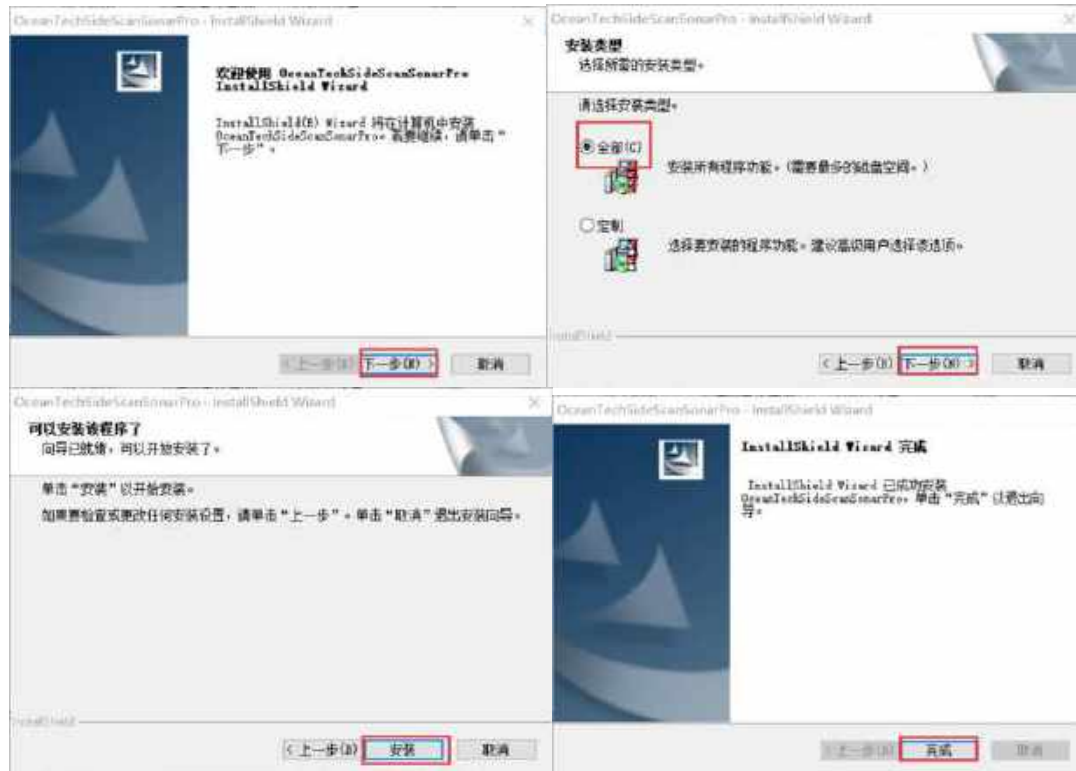 OceanTechSideScanSonarPro - InstallShield Wizard
欢迎使用 OceanTechSideScanSonarPro
InstallShield Wizard
InstallShield(R) Wizard 将在计算机中安装
OceanTechSideScanSonarPro。若要继续，请单击“
下一步”。
下一步(N) >
取消
OceanTechSideScanSonarPro - InstallShield Wizard
安装类型
选择所需的安装类型。
请选择安装类型。
全部(C)
安装所有程序功能。(需要最多的磁盘空间。)
定制
选择要安装的程序功能。建议高级用户选择该选项。
InstallShield
< 上一步(B)
下一步(N) >
取消
OceanTechSideScanSonarPro - InstallShield Wizard
可以安装该程序了
向导已就绪，可以开始安装了。
单击“安装”以开始安装。
如果要检查或更改任何安装设置，请单击“上一步”。单击“取消”退出安装向导。
InstallShield
< 上一步(B)
安装
取消
OceanTechSideScanSonarPro - InstallShield Wizard
InstallShield Wizard 完成
InstallShield Wizard 已成功安装
OceanTechSideScanSonarPro。单击“完成”以退出向
导。
完成
取消